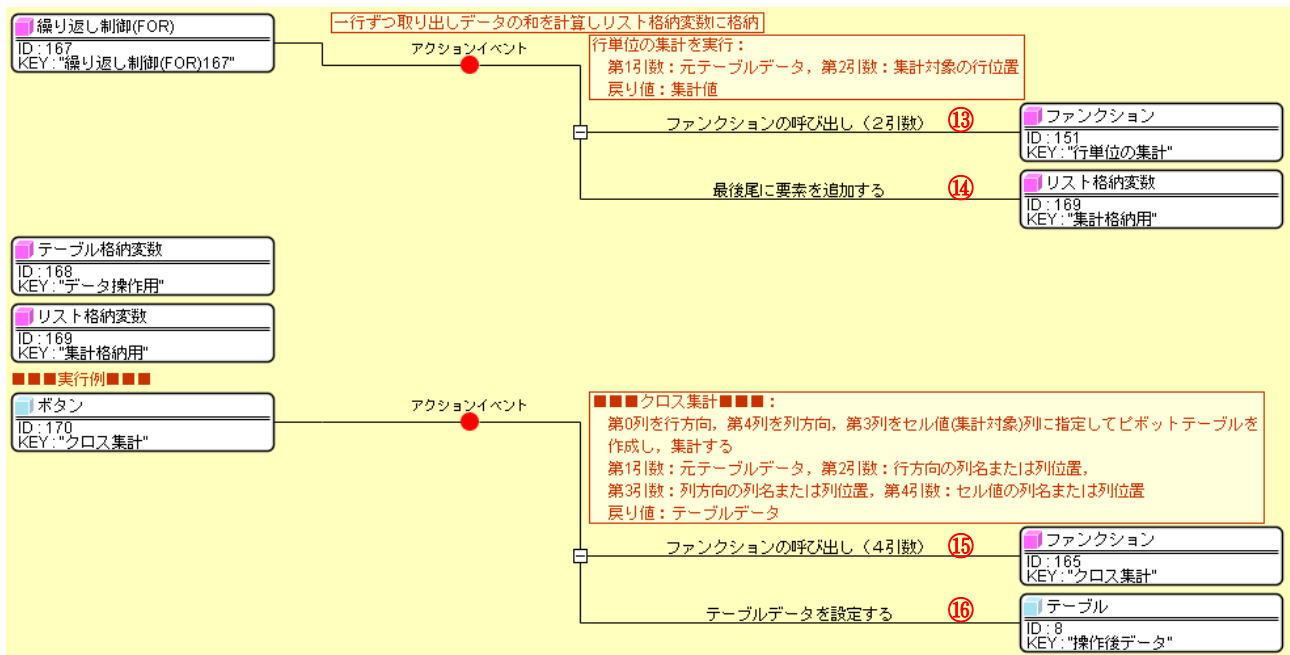 繰り返し制御(FOR)
ID : 167
KEY : "繰り返し制御(FOR)167"
一行ずつ取り出しデータの和を計算しリスト格納変数に格納
アクションイベント
行単位の集計を実行：
第1引数：元テーブルデータ，第2引数：集計対象の行位置
戻り値：集計値
ファンクションの呼び出し（2引数） ⑬
ファンクション
ID : 151
KEY : "行単位の集計"
最後尾に要素を追加する ⑭
リスト格納変数
ID : 169
KEY : "集計格納用"
テーブル格納変数
ID : 168
KEY : "データ操作用"
リスト格納変数
ID : 169
KEY : "集計格納用"
■■■実行例■■■
ボタン
ID : 170
KEY : "クロス集計"
アクションイベント
■■■クロス集計■■■：
第0列を行方向，第4列を列方向，第3列をセル値(集計対象)列に指定してピボットテーブルを
作成し，集計する
第1引数：元テーブルデータ，第2引数：行方向の列名または列位置，
第3引数：列方向の列名または列位置，第4引数：セル値の列名または列位置
戻り値：テーブルデータ
ファンクションの呼び出し（4引数） ⑮
ファンクション
ID : 165
KEY : "クロス集計"
テーブルデータを設定する ⑯
テーブル
ID : 8
KEY : "操作後データ"